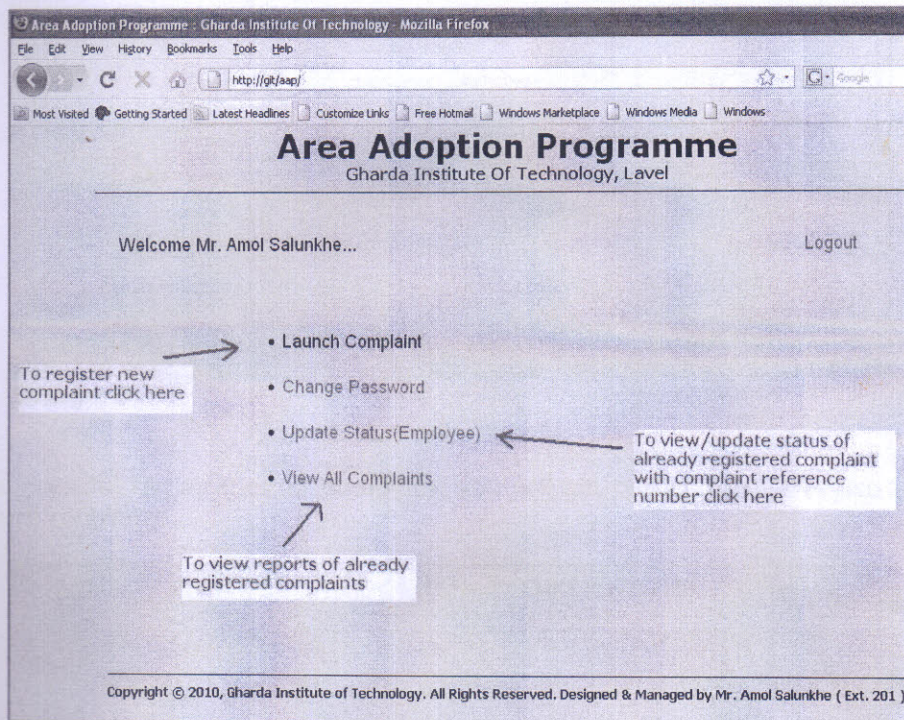 Area Adoption Programme : Gharda Institute Of Technology - Mozilla Firefox
File Edit View History Bookmarks Tools Help
http://git/aap/
Google
Most Visited Getting Started Latest Headlines Customize Links Free Hotmail Windows Marketplace Windows Media Windows
Area Adoption Programme
Gharda Institute Of Technology, Lavel
Welcome Mr. Amol Salunkhe...
Logout
• Launch Complaint
To register new
complaint click here
• Change Password
• Update Status(Employee)
To view/update status of
already registered complaint
with complaint reference
number click here
• View All Complaints
To view reports of already
registered complaints
Copyright © 2010, Gharda Institute of Technology. All Rights Reserved. Designed & Managed by Mr. Amol Salunkhe ( Ext. 201 )